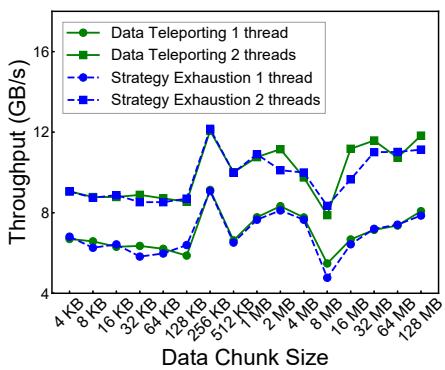 16
12
8
4
Throughput (GB/s)
Data Teleporting 1 thread
Data Teleporting 2 threads
Strategy Exhaustion 1 thread
Strategy Exhaustion 2 threads
4 KB
8 KB
16 KB
32 KB
64 KB
128 KB
256 KB
512 KB
1 MB
2 MB
4 MB
8 MB
16 MB
32 MB
64 MB
128 MB
Data Chunk Size